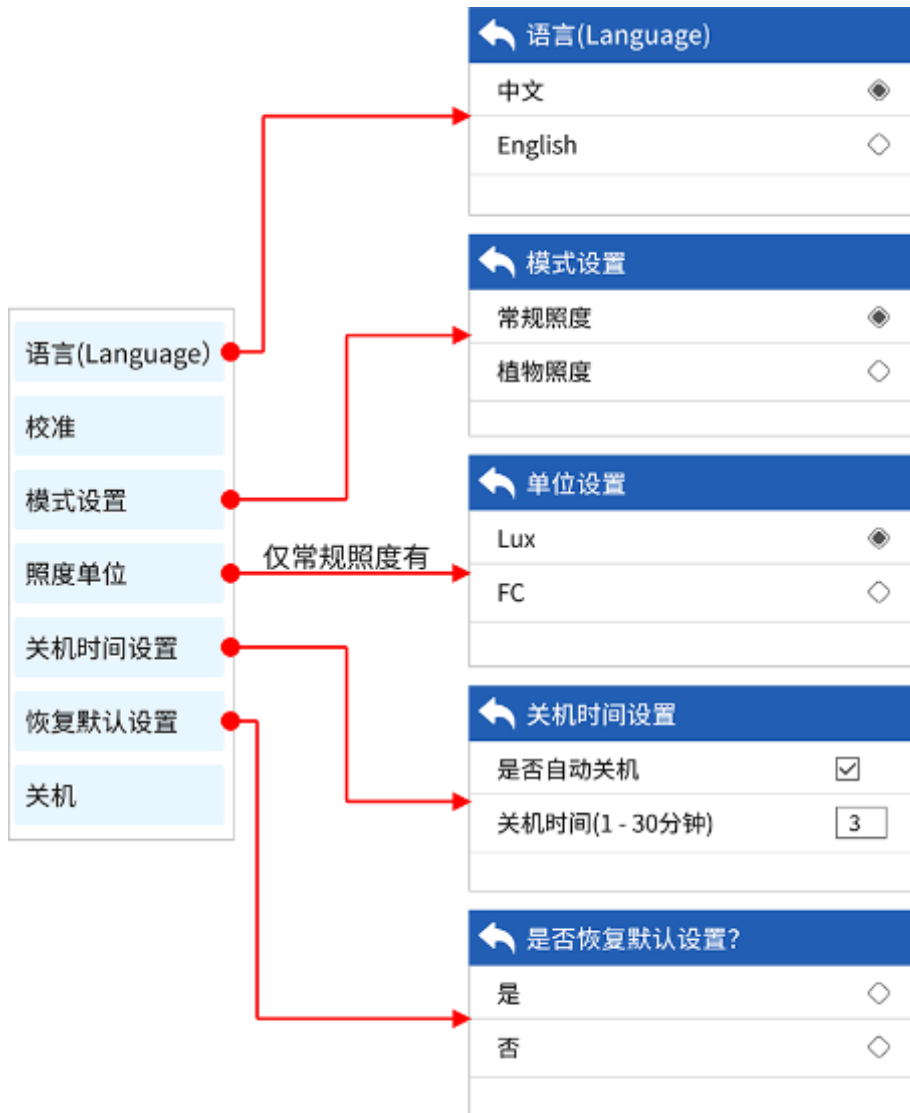 语言(Language)
校准
模式设置
照度单位
关机时间设置
恢复默认设置
关机
仅常规照度有
语言(Language)
中文
English
模式设置
常规照度
植物照度
单位设置
Lux
FC
关机时间设置
是否自动关机
关机时间(1 - 30分钟) 3
是否恢复默认设置?
是
否